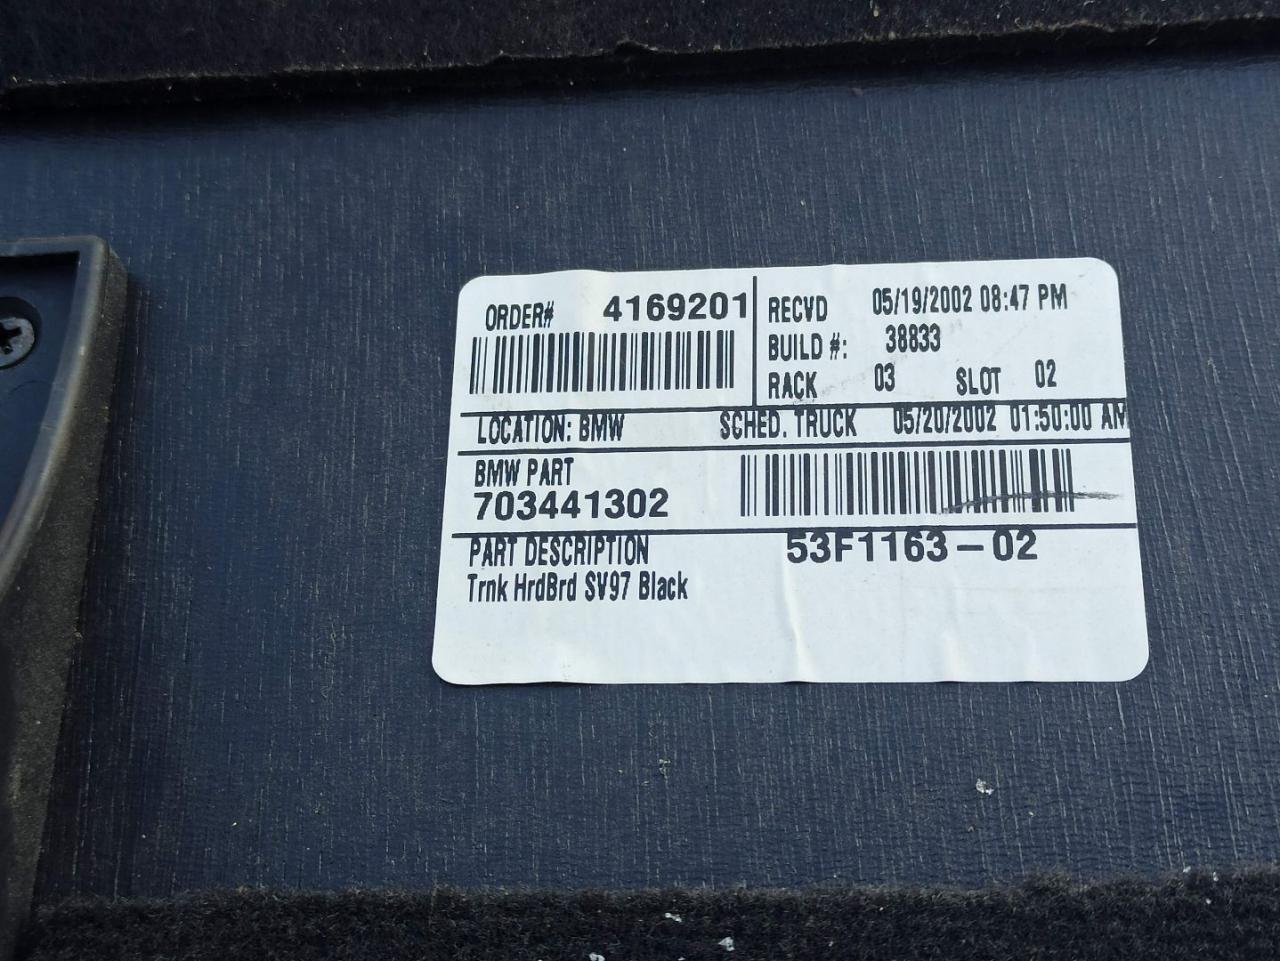 ORDER# 4169201
RECVD 05/19/2002 08:47 PM
BUILD #: 38833
RACK 03 SLOT 02
LOCATION: BMW SCHED. TRUCK 05/20/2002 01:50:00 AM
BMW PART
703441302
PART DESCRIPTION 53F1163-02
Trnk HrdBrd SV97 Black